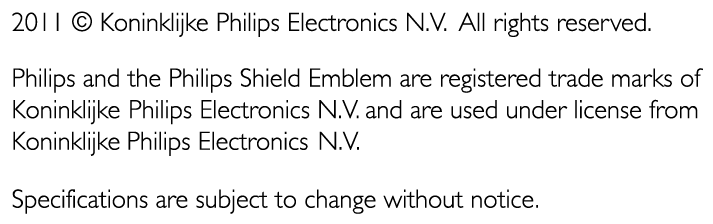 2011 © Koninklijke Philips Electronics N.V. All rights reserved.
Philips and the Philips Shield Emblem are registered trade marks of
Koninklijke Philips Electronics N.V. and are used under license from
Koninklijke Philips Electronics N.V.
Specifications are subject to change without notice.